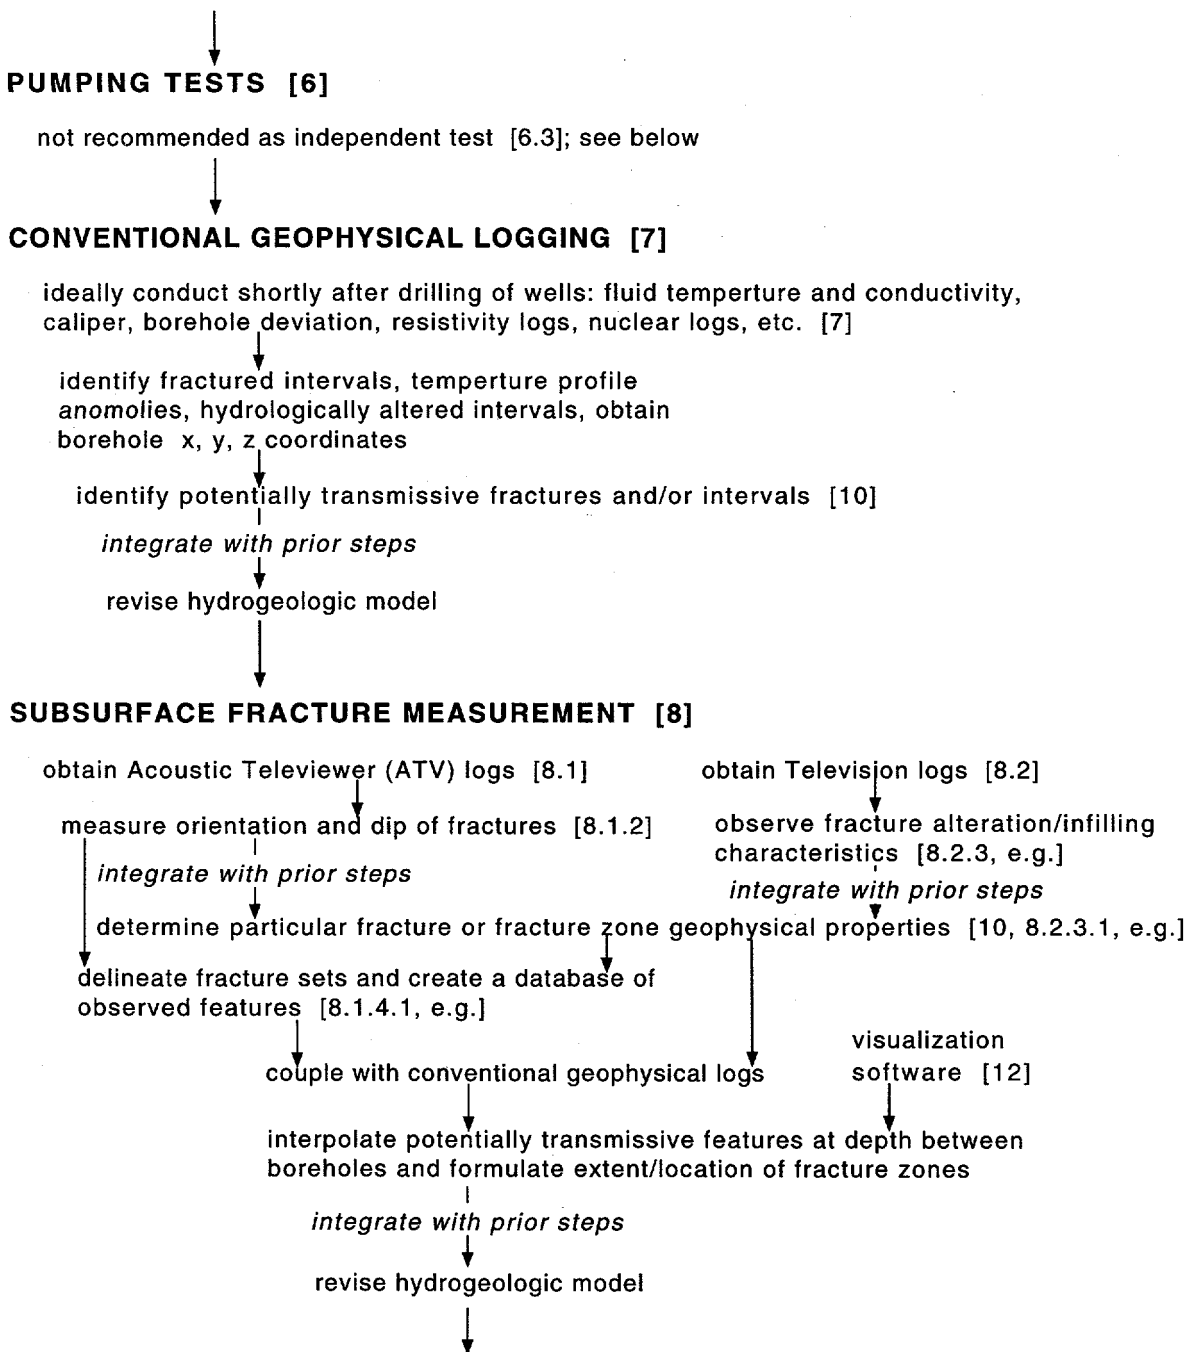 PUMPING TESTS [6]
not recommended as independent test [6.3]; see below
CONVENTIONAL GEOPHYSICAL LOGGING [7]
ideally conduct shortly after drilling of wells: fluid temperture and conductivity,
caliper, borehole deviation, resistivity logs, nuclear logs, etc. [7]
identify fractured intervals, temperture profile
anomolies, hydrologically altered intervals, obtain
borehole x, y, z coordinates
identify potentially transmissive fractures and/or intervals [10]
integrate with prior steps
revise hydrogeologic model
SUBSURFACE FRACTURE MEASUREMENT [8]
obtain Acoustic Televiewer (ATV) logs [8.1]
obtain Television logs [8.2]
measure orientation and dip of fractures [8.1.2]
observe fracture alteration/infilling
characteristics [8.2.3, e.g.]
integrate with prior steps
integrate with prior steps
determine particular fracture or fracture zone geophysical properties [10, 8.2.3.1, e.g.]
delineate fracture sets and create a database of
observed features [8.1.4.1, e.g.]
visualization
software [12]
couple with conventional geophysical logs
interpolate potentially transmissive features at depth between
boreholes and formulate extent/location of fracture zones
integrate with prior steps
revise hydrogeologic model